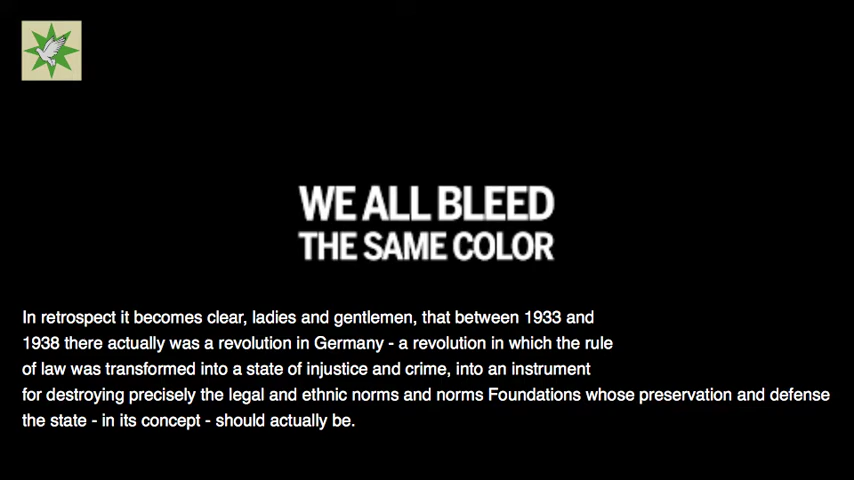 WE ALL BLEED
THE SAME COLOR
In retrospect it becomes clear, ladies and gentlemen, that between 1933 and
1938 there actually was a revolution in Germany - a revolution in which the rule
of law was transformed into a state of injustice and crime, into an instrument
for destroying precisely the legal and ethnic norms and norms Foundations whose preservation and defense
the state - in its concept - should actually be.